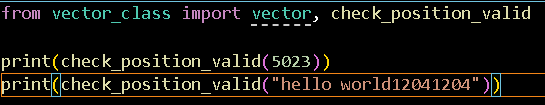 from vector_class import vector, check_position_valid
print(check_position_valid(5023))
print(check_position_valid("hello world12041204"))